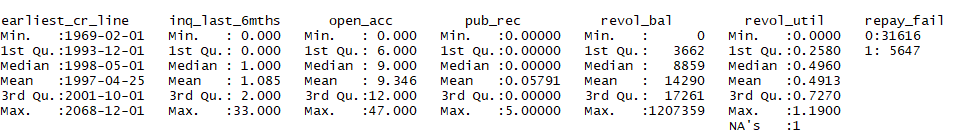 earliest_cr_line inq_last_6mths open_acc pub_rec revol_bal revol_util repay_fail
Min. :1969-02-01 Min. : 0.000 Min. : 0.000 Min. :0.00000 Min. : 0 Min. :0.0000 0:31616
1st Qu.:1993-12-01 1st Qu.: 0.000 1st Qu.: 6.000 1st Qu.:0.00000 1st Qu.: 3662 1st Qu.:0.2580 1: 5647
Median :1998-05-01 Median : 1.000 Median : 9.000 Median :0.00000 Median : 8859 Median :0.4960
Mean :1997-04-25 Mean : 1.085 Mean : 9.346 Mean :0.05791 Mean : 14290 Mean :0.4913
3rd Qu.:2001-10-01 3rd Qu.: 2.000 3rd Qu.:12.000 3rd Qu.:0.00000 3rd Qu.: 17261 3rd Qu.:0.7270
Max. :2068-12-01 Max. :33.000 Max. :47.000 Max. :5.00000 Max. :1207359 Max. :1.1900
NA's :1